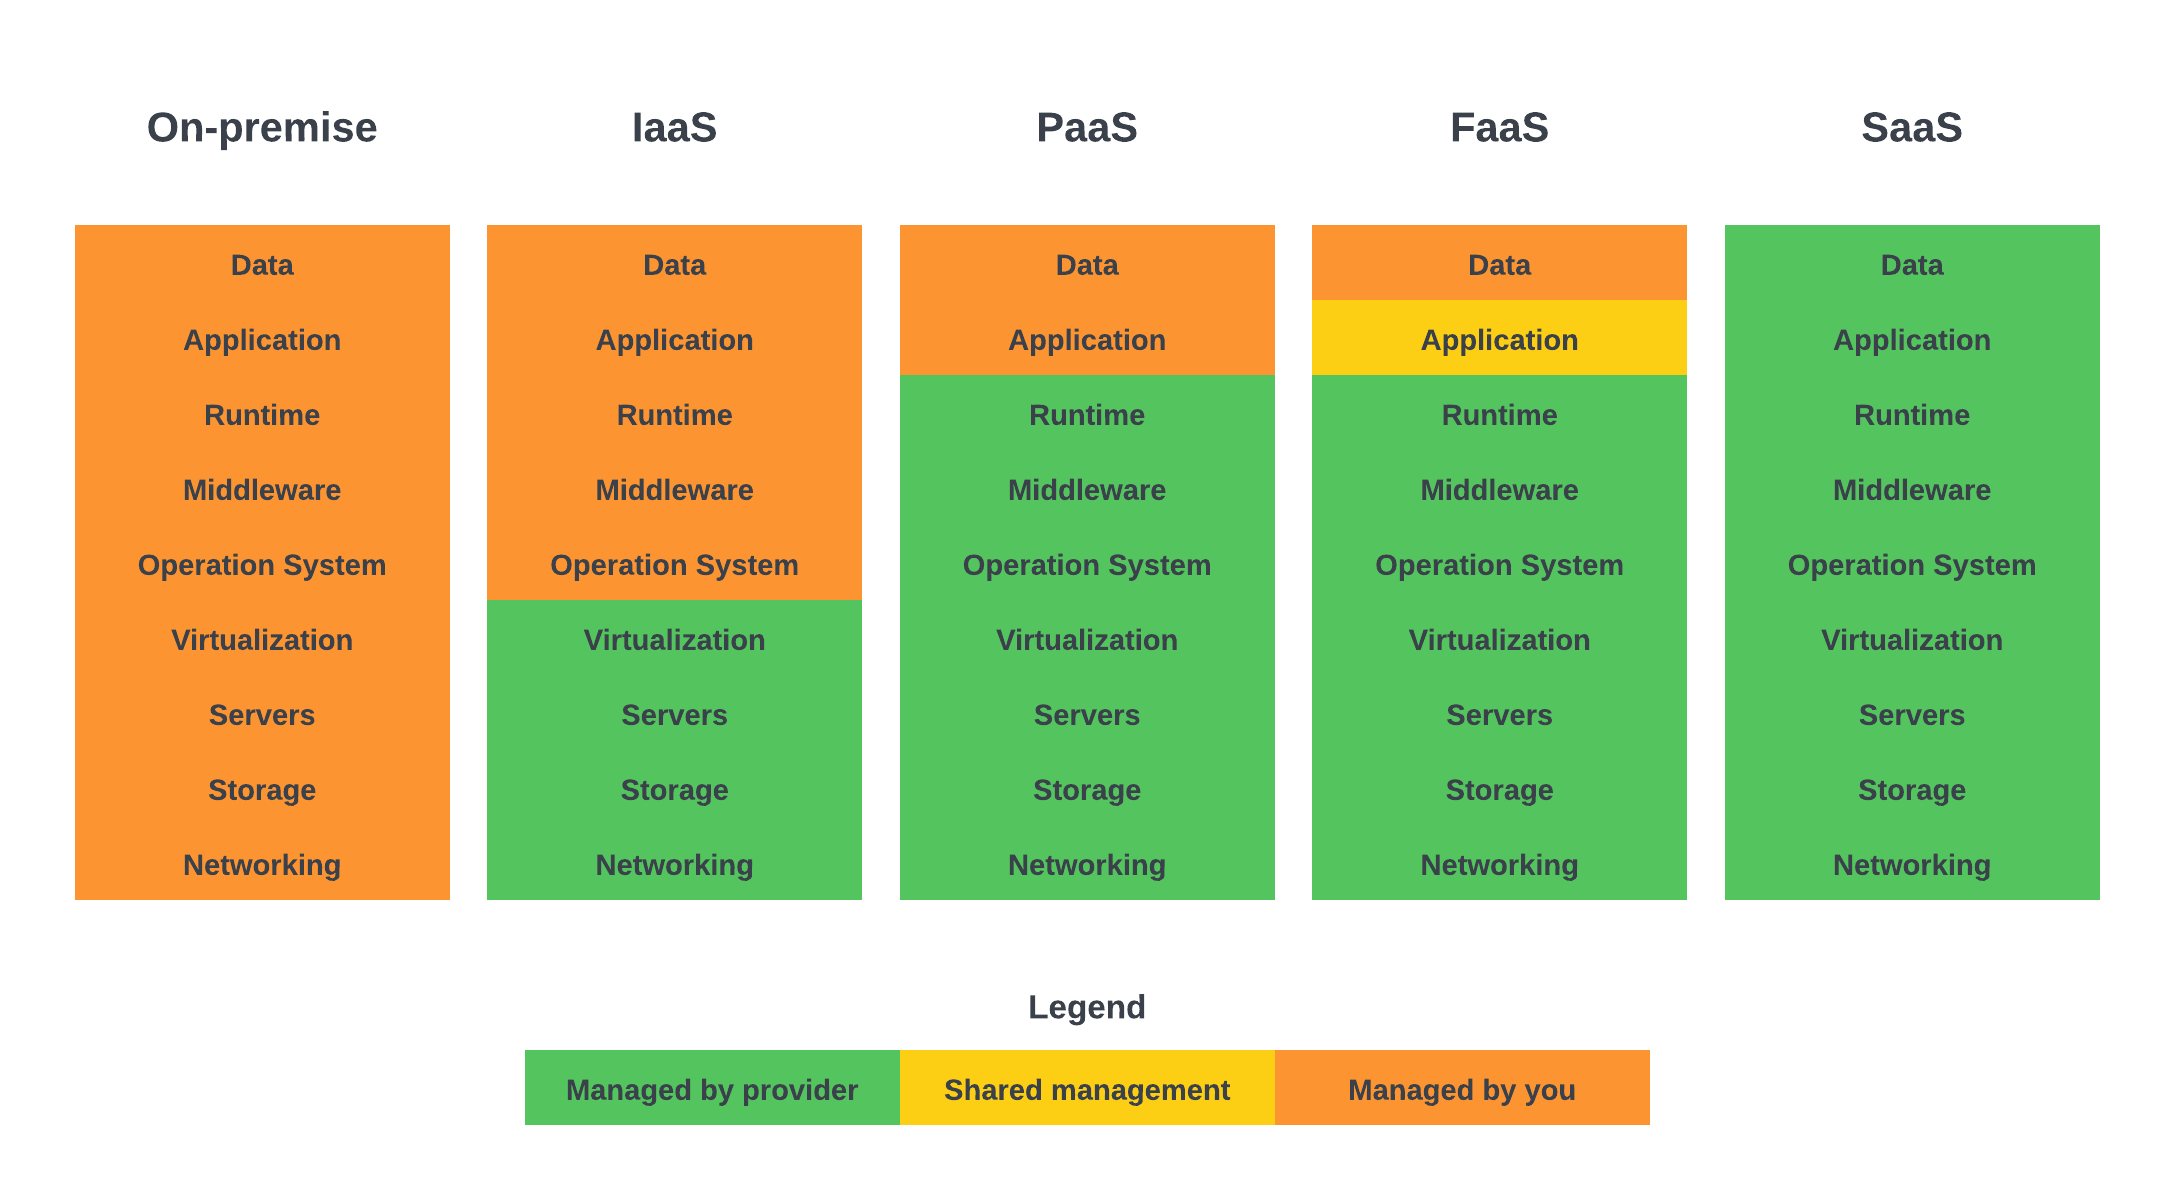 On-premise IaaS PaaS FaaS SaaS
Data Data Data Data Data
Application Application Application Application Application
Runtime Runtime Runtime Runtime Runtime
Middleware Middleware Middleware Middleware Middleware
Operation System Operation System Operation System Operation System Operation System
Virtualization Virtualization Virtualization Virtualization Virtualization
Servers Servers Servers Servers Servers
Storage Storage Storage Storage Storage
Networking Networking Networking Networking Networking
Legend
Managed by provider Shared management Managed by you